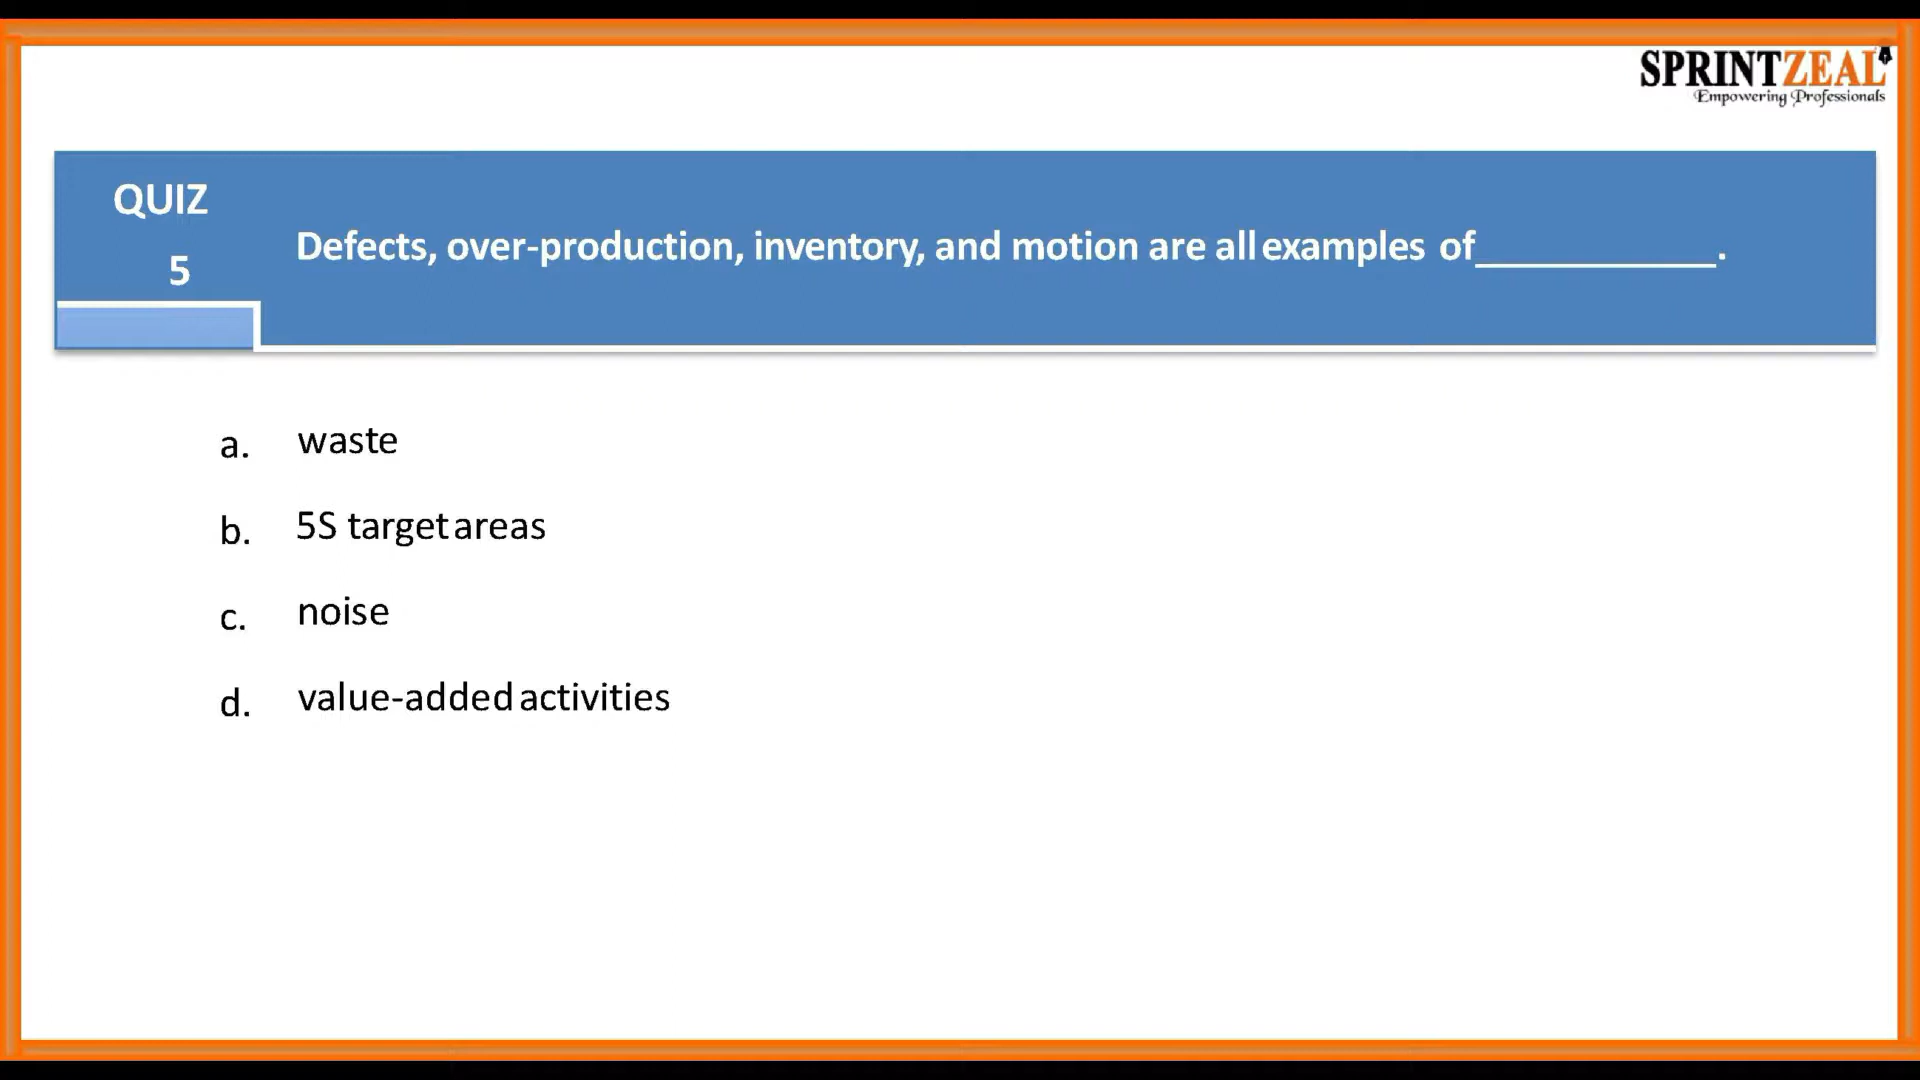 SPRINTZEAL
Empowering Professionals
QUIZ
5
Defects, over-production, inventory, and motion are all examples of____________.
a. waste
b. 5S target areas
c. noise
d. value-added activities